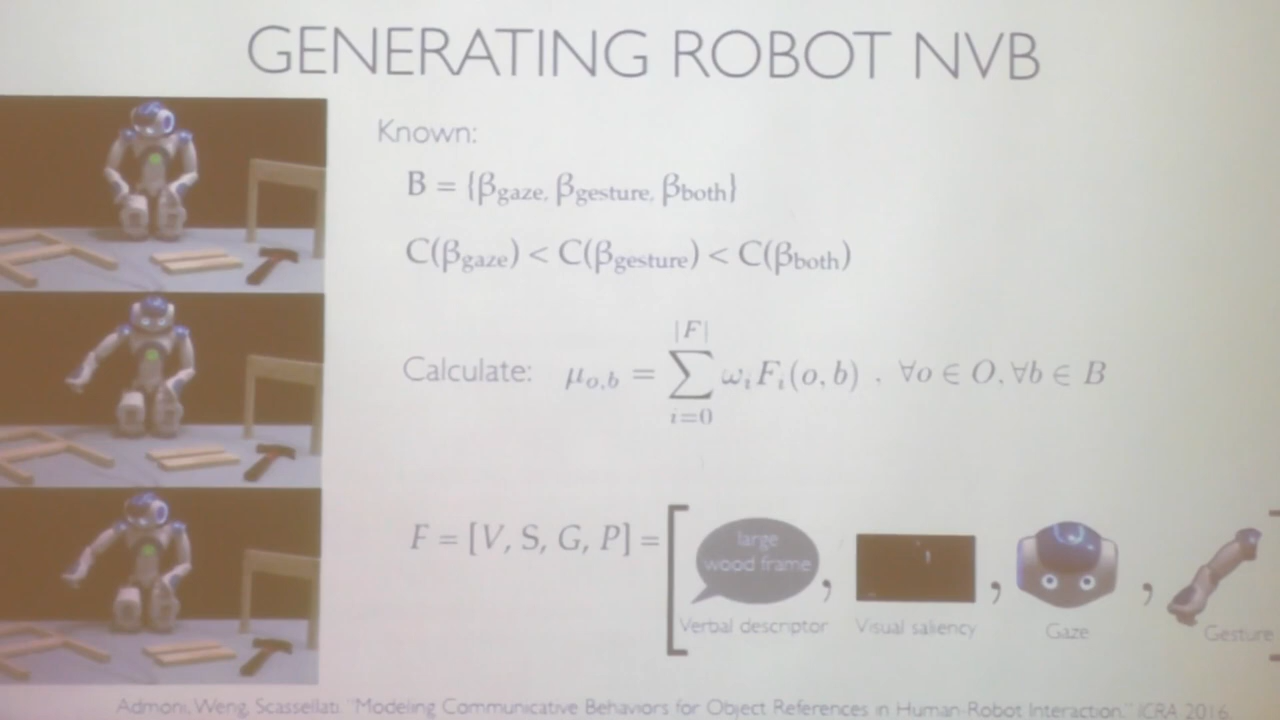 GENERATING ROBOT NVB
Known:
B = {βgaze, βgesture, βboth}
C(βgaze) < C(βgesture) < C(βboth)
Calculate: μo,b = ∑ i=0 |F| ωiFi(o, b) , ∀o ∈ O, ∀b ∈ B
F = [V, S, G, P] = [
large
wood frame
, , ,
Verbal descriptor Visual saliency Gaze Gesture
Admoni, Weng, Scassellati. "Modeling Communicative Behaviors for Object References in Human-Robot Interaction." ICRA 2016